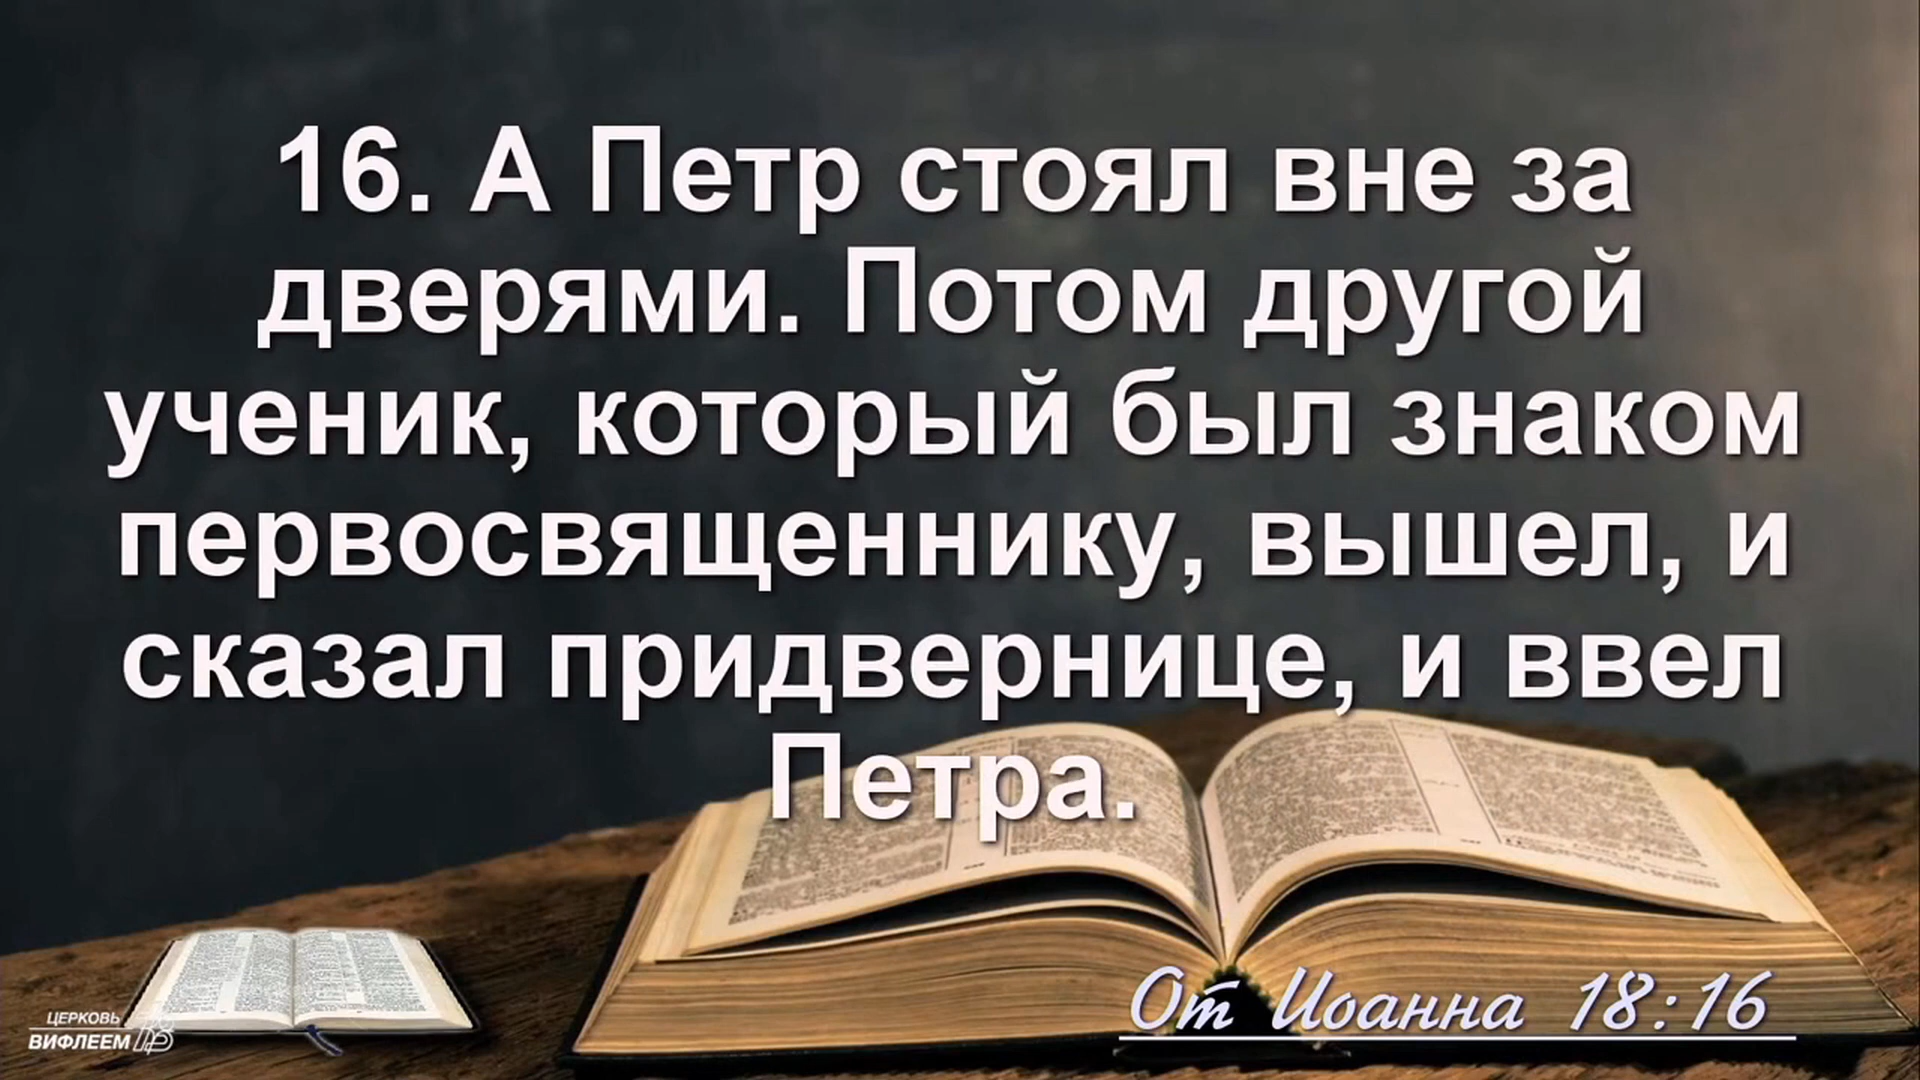 16. А Петр стоял вне за
дверями. Потом другой
ученик, который был знаком
первосвященнику, вышел, и
сказал придвернице, и ввел
Петра.
От Иоанна 18:16
ЦЕРКОВЬ
ВИФЛЕЕМ